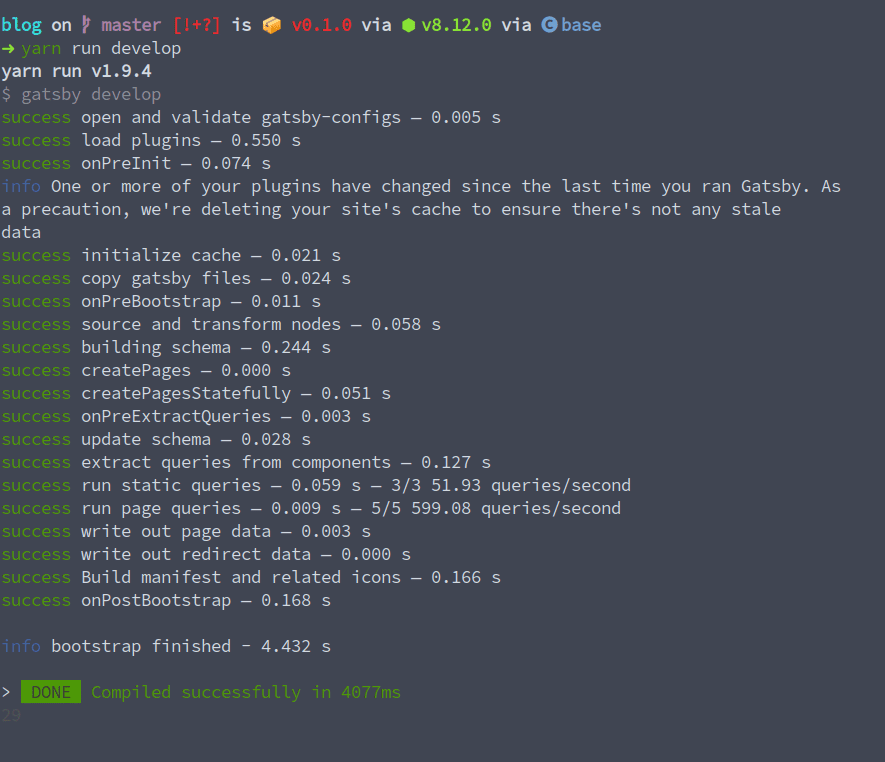 blog on master [!+?] is 📦 v0.1.0 via ⬢ v8.12.0 via C base
➜ yarn run develop
yarn run v1.9.4
$ gatsby develop
success open and validate gatsby-configs — 0.005 s
success load plugins — 0.550 s
success onPreInit — 0.074 s
info One or more of your plugins have changed since the last time you ran Gatsby. As
a precaution, we're deleting your site's cache to ensure there's not any stale
data
success initialize cache — 0.021 s
success copy gatsby files — 0.024 s
success onPreBootstrap — 0.011 s
success source and transform nodes — 0.058 s
success building schema — 0.244 s
success createPages — 0.000 s
success createPagesStatefully — 0.051 s
success onPreExtractQueries — 0.003 s
success update schema — 0.028 s
success extract queries from components — 0.127 s
success run static queries — 0.059 s — 3/3 51.93 queries/second
success run page queries — 0.009 s — 5/5 599.08 queries/second
success write out page data — 0.003 s
success write out redirect data — 0.000 s
success Build manifest and related icons — 0.166 s
success onPostBootstrap — 0.168 s
info bootstrap finished - 4.432 s
> DONE Compiled successfully in 4077ms
29